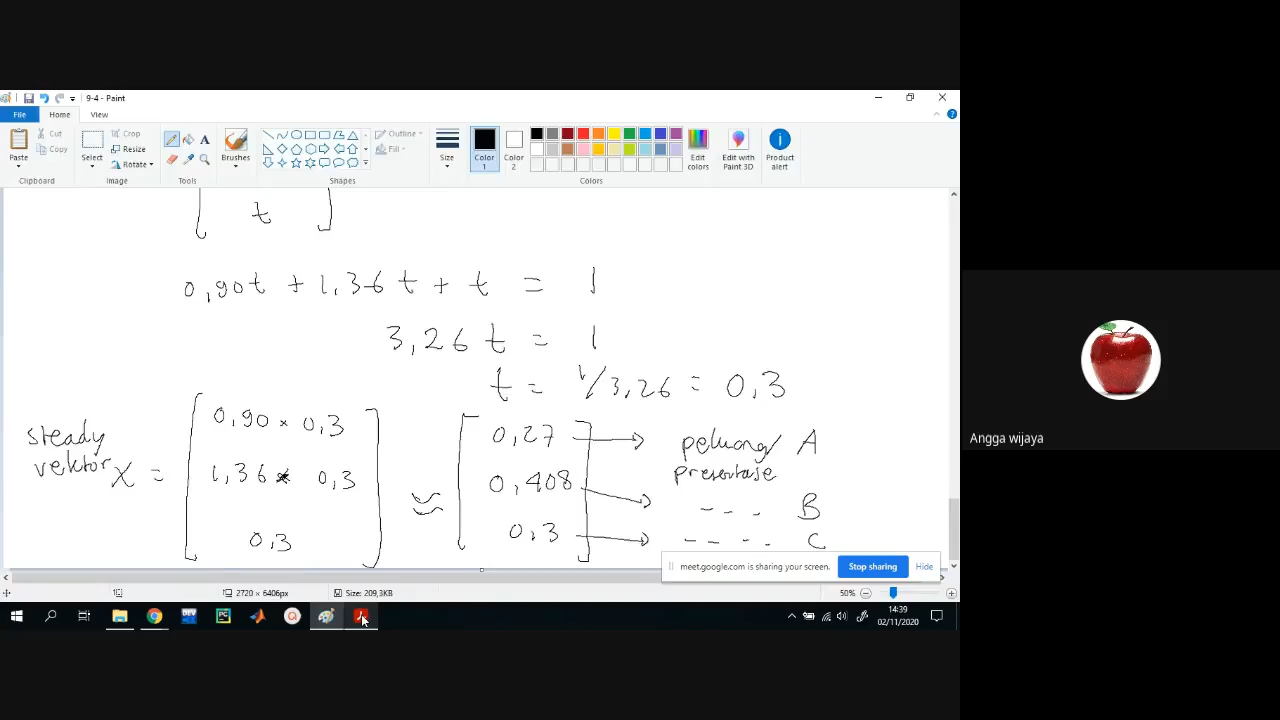 9-4 - Paint
File Home View
Paste
Cut
Copy
Clipboard
Select
Crop
Resize
Rotate
Image
Tools
Brushes
Shapes
Outline
Fill
Size
Color 1
Color 2
Colors
Edit colors
Edit with Paint 3D
Product alert
t
0,90t + 1,36 t + t = 1
3,26 t = 1
t = 1/3,26 = 0,3
steady vektor X =
0,90 × 0,3
1,36 × 0,3
0,3
≈
0,27
0,408
0,3
peluang/ A
presentase
- - - B
- - - - C
Angga wijaya
meet.google.com is sharing your screen. Stop sharing Hide
2720 × 6406px Size: 209,3KB 50%
DEV PC Q
14:39
02/11/2020